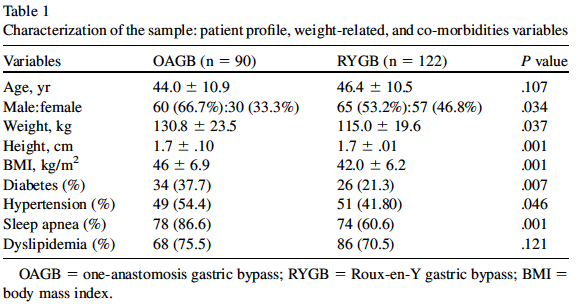 Table 1
Characterization of the sample: patient profile, weight-related, and co-morbidities variables
Variables OAGB (n = 90) RYGB (n = 122) P value
Age, yr 44.0 ± 10.9 46.4 ± 10.5 .107
Male:female 60 (66.7%):30 (33.3%) 65 (53.2%):57 (46.8%) .034
Weight, kg 130.8 ± 23.5 115.0 ± 19.6 .037
Height, cm 1.7 ± .10 1.7 ± .01 .001
BMI, kg/m² 46 ± 6.9 42.0 ± 6.2 .001
Diabetes (%) 34 (37.7) 26 (21.3) .007
Hypertension (%) 49 (54.4) 51 (41.80) .046
Sleep apnea (%) 78 (86.6) 74 (60.6) .001
Dyslipidemia (%) 68 (75.5) 86 (70.5) .121
OAGB = one-anastomosis gastric bypass; RYGB = Roux-en-Y gastric bypass; BMI =
body mass index.